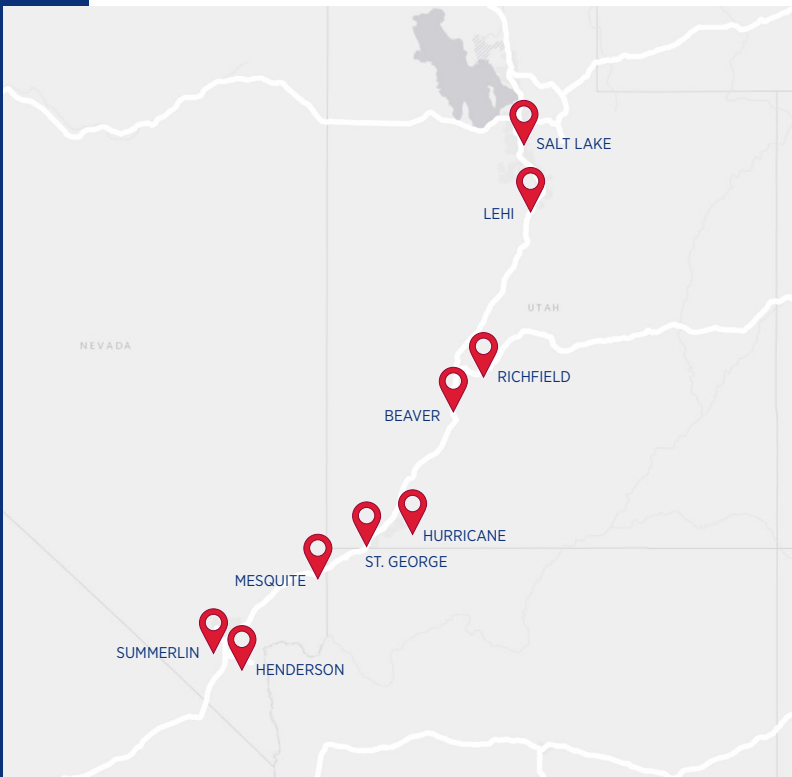 SALT LAKE
LEHI
UTAH
NEVADA
RICHFIELD
BEAVER
HURRICANE
ST. GEORGE
MESQUITE
SUMMERLIN
HENDERSON